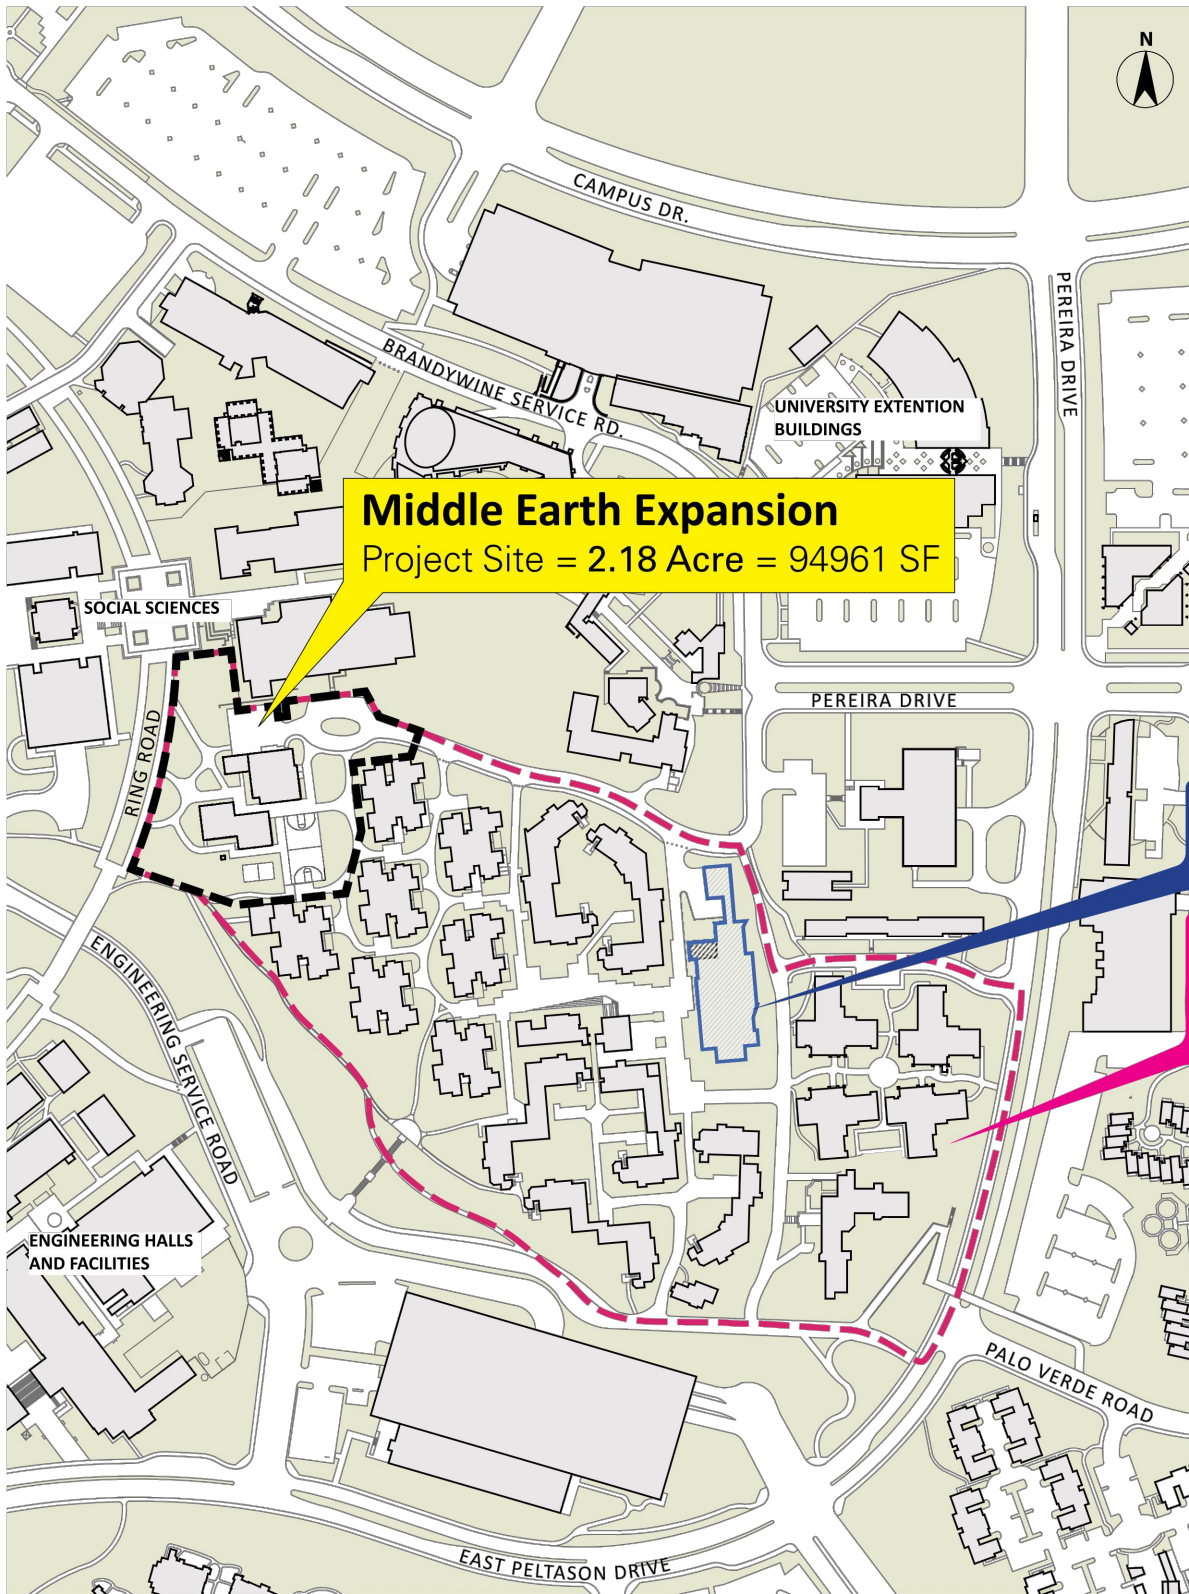 N
CAMPUS DR.
PEREIRA DRIVE
BRANDYWINE SERVICE RD.
UNIVERSITY EXTENTION
BUILDINGS
Middle Earth Expansion
Project Site = 2.18 Acre = 94961 SF
SOCIAL SCIENCES
PEREIRA DRIVE
RING ROAD
ENGINEERING SERVICE ROAD
ENGINEERING HALLS
AND FACILITIES
PALO VERDE ROAD
EAST PELTASON DRIVE